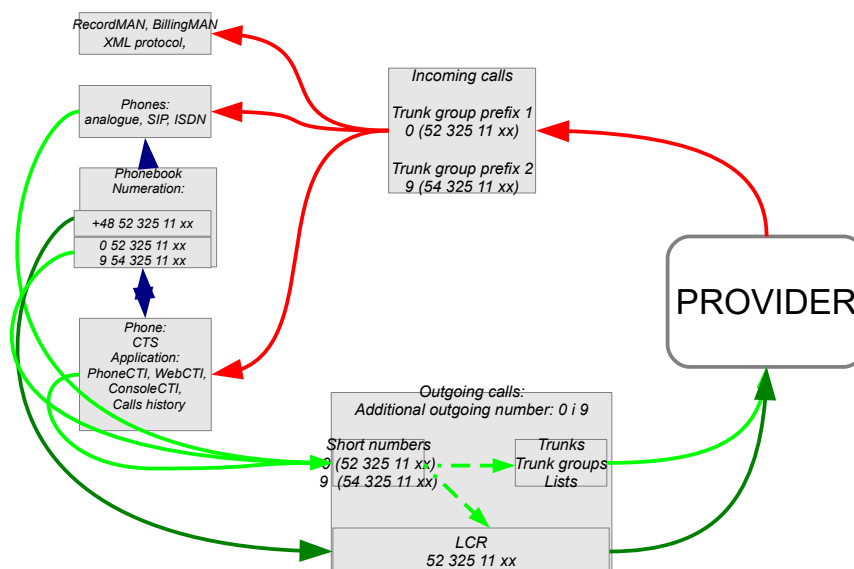 RecordMAN, BillingMAN
XML protocol,
Phones:
analogue, SIP, ISDN
Phonebook
Numeration:
+48 52 325 11 xx
0 52 325 11 xx
9 54 325 11 xx
Phone:
CTS
Application:
PhoneCTI, WebCTI,
ConsoleCTI,
Calls history
Incoming calls
Trunk group prefix 1
0 (52 325 11 xx)
Trunk group prefix 2
9 (54 325 11 xx)
PROVIDER
Outgoing calls:
Additional outgoing number: 0 i 9
Short numbers
0 (52 325 11 xx)
9 (54 325 11 xx)
Trunks
Trunk groups
Lists
LCR
52 325 11 xx